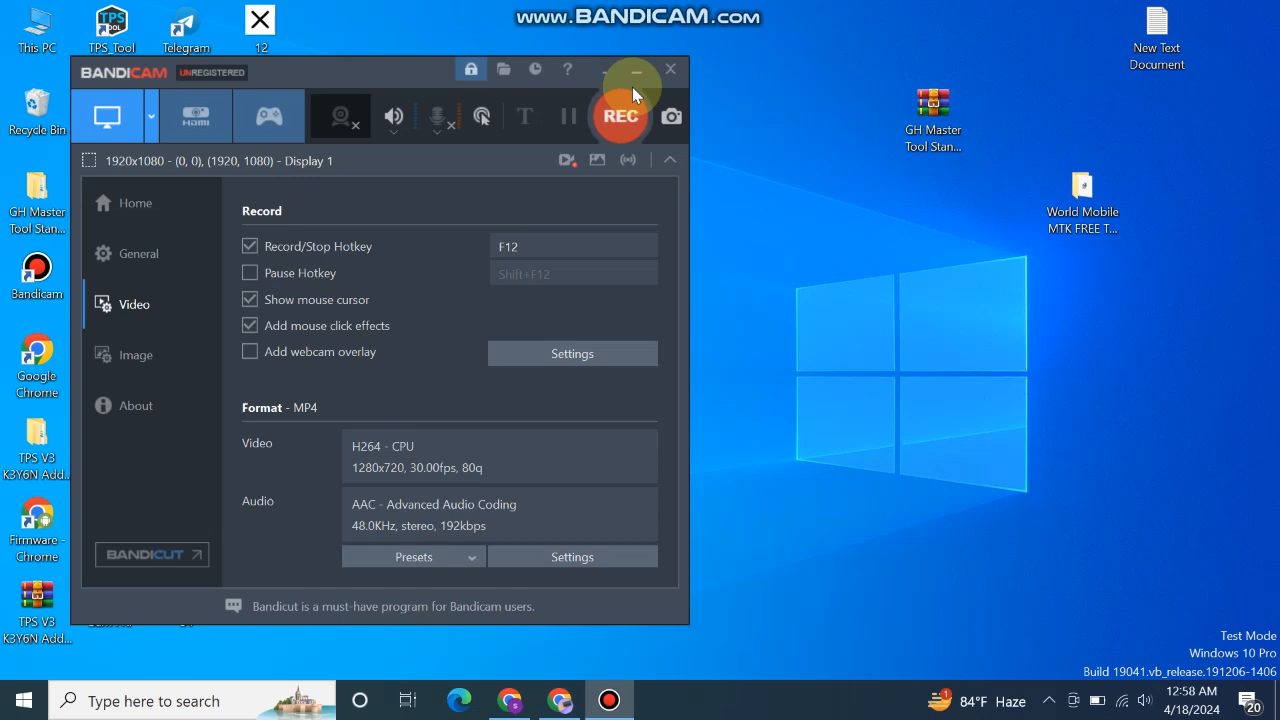 www.BANDICAM.com
This PC
TPS_Tool
Telegram
12
New Text
Document
Recycle Bin
GH Master
Tool Stan...
GH Master
Tool Stan...
World Mobile
MTK FREE T...
Bandicam
Google
Chrome
TPS V3
K3Y6N Add...
Firmware -
Chrome
TPS V3
K3Y6N Add...
BANDICAM UNREGISTERED
HDMI
T
REC
1920x1080 - (0, 0), (1920, 1080) - Display 1
Home
General
Video
Image
About
BANDICUT
Record
Record/Stop Hotkey
F12
Pause Hotkey
Shift+F12
Show mouse cursor
Add mouse click effects
Add webcam overlay
Settings
Format - MP4
Video
H264 - CPU
1280x720, 30.00fps, 80q
Audio
AAC - Advanced Audio Coding
48.0KHz, stereo, 192kbps
Presets
Settings
Bandicut is a must-have program for Bandicam users.
Test Mode
Windows 10 Pro
Build 19041.vb_release.191206-1406
Type here to search
1
84°F Haze
12:58 AM
4/18/2024
20